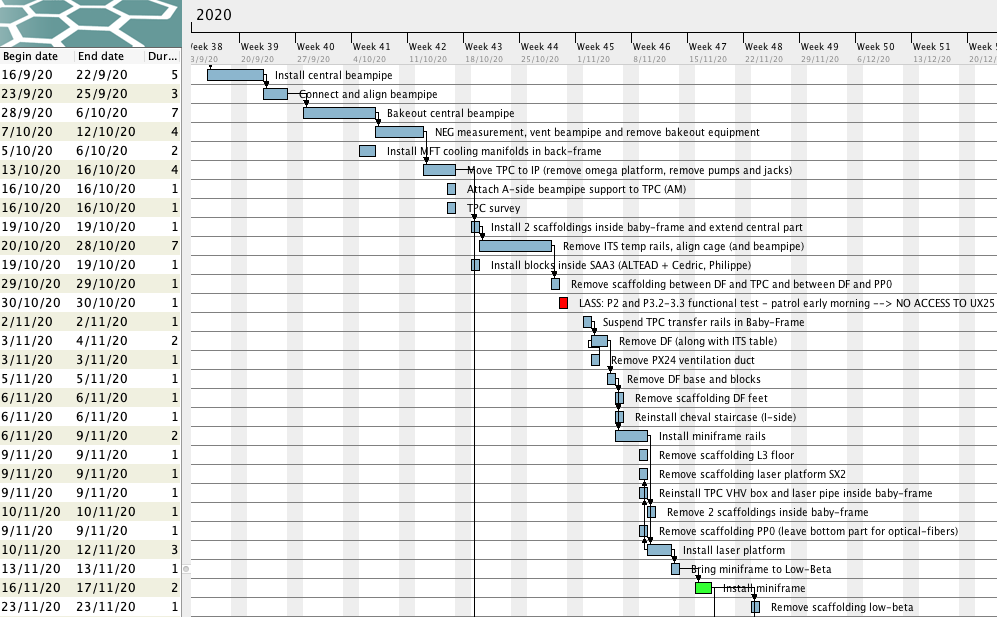 2020
Week 38 Week 39 Week 40 Week 41 Week 42 Week 43 Week 44 Week 45 Week 46 Week 47 Week 48 Week 49 Week 50 Week 51
Begin date End date Dur... 3/9/20 20/9/20 27/9/20 4/10/20 11/10/20 18/10/20 25/10/20 1/11/20 8/11/20 15/11/20 22/11/20 29/11/20 6/12/20 13/12/20 20/12/
16/9/20 22/9/20 5 Install central beampipe
23/9/20 25/9/20 3 Connect and align beampipe
28/9/20 6/10/20 7 Bakeout central beampipe
7/10/20 12/10/20 4 NEG measurement, vent beampipe and remove bakeout equipment
5/10/20 6/10/20 2 Install MFT cooling manifolds in back-frame
13/10/20 16/10/20 4 Move TPC to IP (remove omega platform, remove pumps and jacks)
16/10/20 16/10/20 1 Attach A-side beampipe support to TPC (AM)
16/10/20 16/10/20 1 TPC survey
19/10/20 19/10/20 1 Install 2 scaffoldings inside baby-frame and extend central part
20/10/20 28/10/20 7 Remove ITS temp rails, align cage (and beampipe)
19/10/20 19/10/20 1 Install blocks inside SAA3 (ALTEAD + Cedric, Philippe)
29/10/20 29/10/20 1 Remove scaffolding between DF and TPC and between DF and PP0
30/10/20 30/10/20 1 LASS: P2 and P3.2-3.3 functional test - patrol early morning --> NO ACCESS TO UX25
2/11/20 2/11/20 1 Suspend TPC transfer rails in Baby-Frame
3/11/20 4/11/20 2 Remove DF (along with ITS table)
3/11/20 3/11/20 1 Remove PX24 ventilation duct
5/11/20 5/11/20 1 Remove DF base and blocks
6/11/20 6/11/20 1 Remove scaffolding DF feet
6/11/20 6/11/20 1 Reinstall cheval staircase (I-side)
6/11/20 9/11/20 2 Install miniframe rails
9/11/20 9/11/20 1 Remove scaffolding L3 floor
9/11/20 9/11/20 1 Remove scaffolding laser platform SX2
9/11/20 9/11/20 1 Reinstall TPC VHV box and laser pipe inside baby-frame
10/11/20 10/11/20 1 Remove 2 scaffoldings inside baby-frame
9/11/20 9/11/20 1 Remove scaffolding PP0 (leave bottom part for optical-fibers)
10/11/20 12/11/20 3 Install laser platform
13/11/20 13/11/20 1 Bring miniframe to Low-Beta
16/11/20 17/11/20 2 Install miniframe
23/11/20 23/11/20 1 Remove scaffolding low-beta